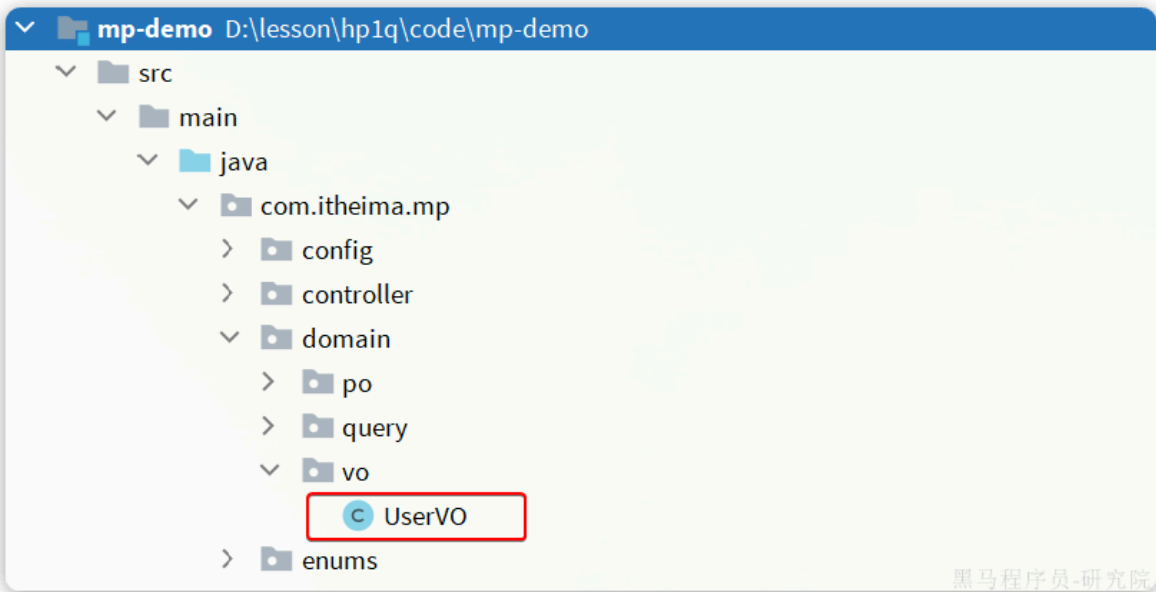 mp-demo D:\lesson\hp1q\code\mp-demo
src
main
java
com.itheima.mp
config
controller
domain
po
query
vo
C UserVO
enums
黑马程序员-研究院